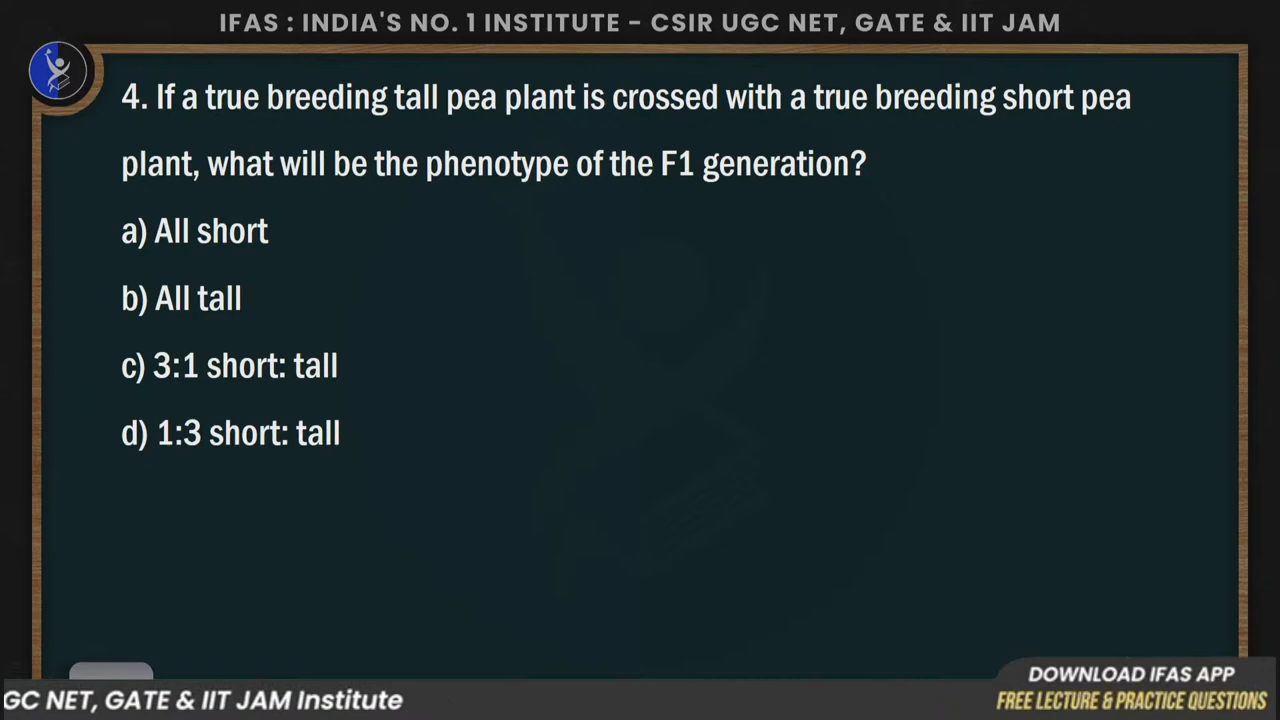 IFAS : INDIA'S NO. 1 INSTITUTE - CSIR UGC NET, GATE & IIT JAM
4. If a true breeding tall pea plant is crossed with a true breeding short pea
plant, what will be the phenotype of the F1 generation?
a) All short
b) All tall
c) 3:1 short: tall
d) 1:3 short: tall
DOWNLOAD IFAS APP
GC NET, GATE & IIT JAM Institute
FREE LECTURE & PRACTICE QUESTIONS